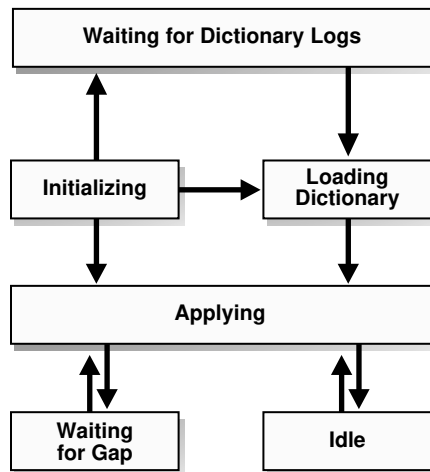 Waiting for Dictionary Logs
Initializing
Loading
Dictionary
Applying
Waiting
for Gap
Idle